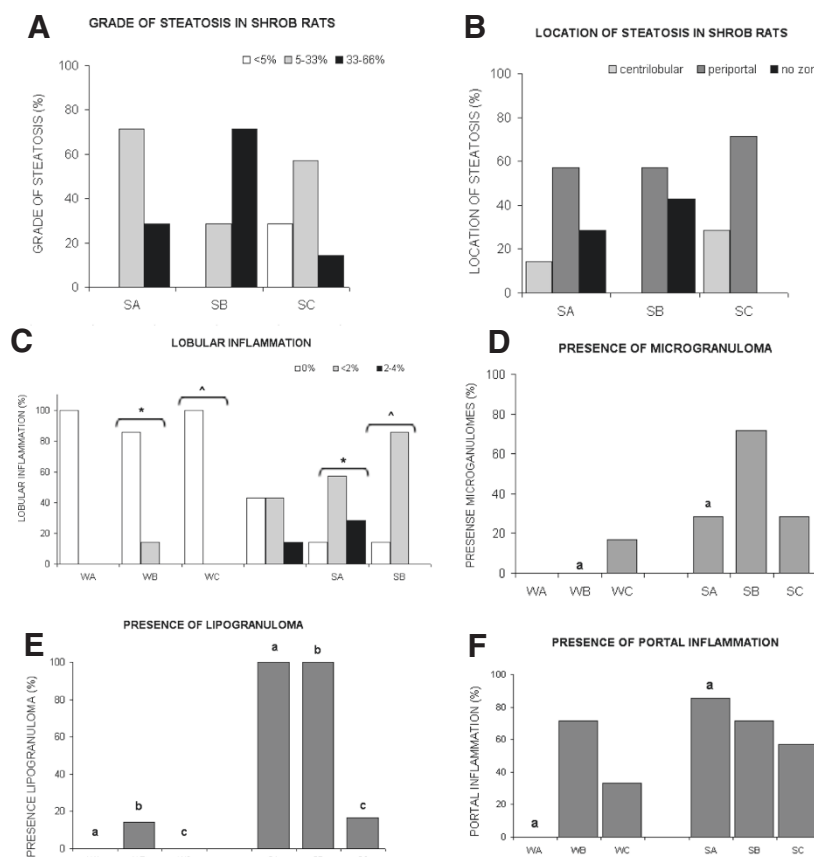 A GRADE OF STEATOSIS IN SHROB RATS
<5% 5-33% 33-66%
GRADE OF STEATOSIS (%)
100
80
60
40
20
0
SA SB SC
B LOCATION OF STEATOSIS IN SHROB RATS
centrilobular periportal no zon
LOCATION OF STEATOSIS (%)
100
80
60
40
20
0
SA SB SC
C LOBULAR INFLAMMATION
0% <2% 2-4%
LOBULAR INFLAMMATION (%)
100
80
60
40
20
0
* ^ * ^
WA WB WC SA SB
D PRESENCE OF MICROGRANULOMA
PRESENSE MICROGANULOMES (%)
100
80
60
40
20
0
a a
WA WB WC SA SB SC
E PRESENCE OF LIPOGRANULOMA
PRESENCE LIPOGRANULOMA (%)
100
80
60
40
20
0
a b c a b c
F PRESENCE OF PORTAL INFLAMMATION
PORTAL INFLAMMATION (%)
100
80
60
40
20
0
a a
WA WB WC SA SB SC